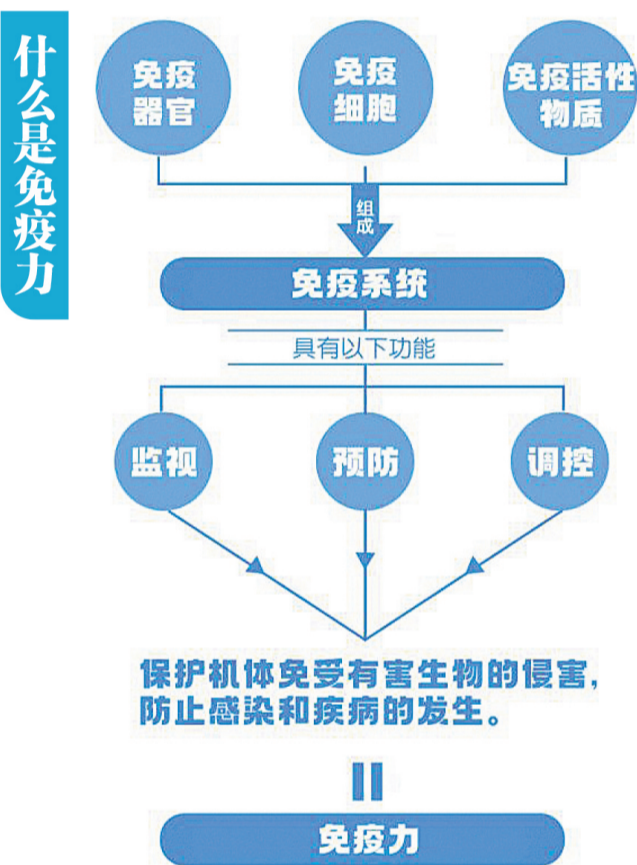 什么是免疫力
免疫
器官
免疫
细胞
免疫活性
物质
组成
免疫系统
具有以下功能
监视
预防
调控
保护机体免受有害生物的侵害，
防止感染和疾病的发生。
免疫力